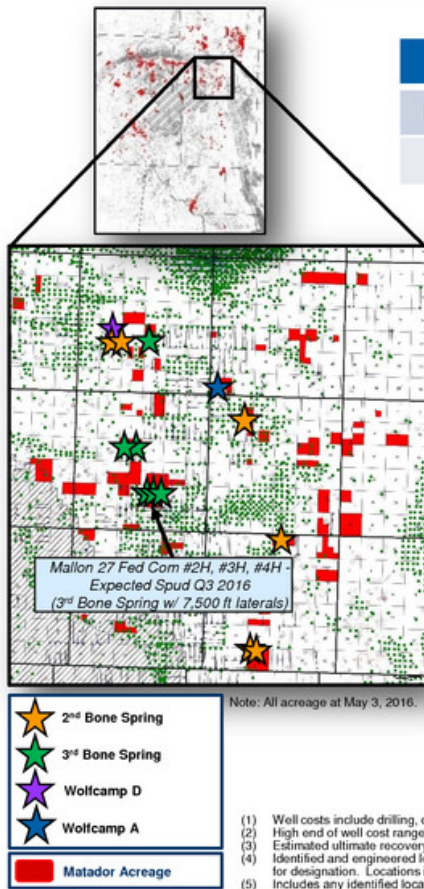 Mallon 27 Fed Com #2H, #3H, #4H -
Expected Spud Q3 2016
(3rd Bone Spring w/ 7,500 ft laterals)
Note: All acreage at May 3, 2016.
2nd Bone Spring
3rd Bone Spring
Wolfcamp D
Wolfcamp A
Matador Acreage
(1) Well costs include drilling,
(2) High end of well cost range
(3) Estimated ultimate recovery
(4) Identified and engineered
for designation. Locations
(5) Includes any identified